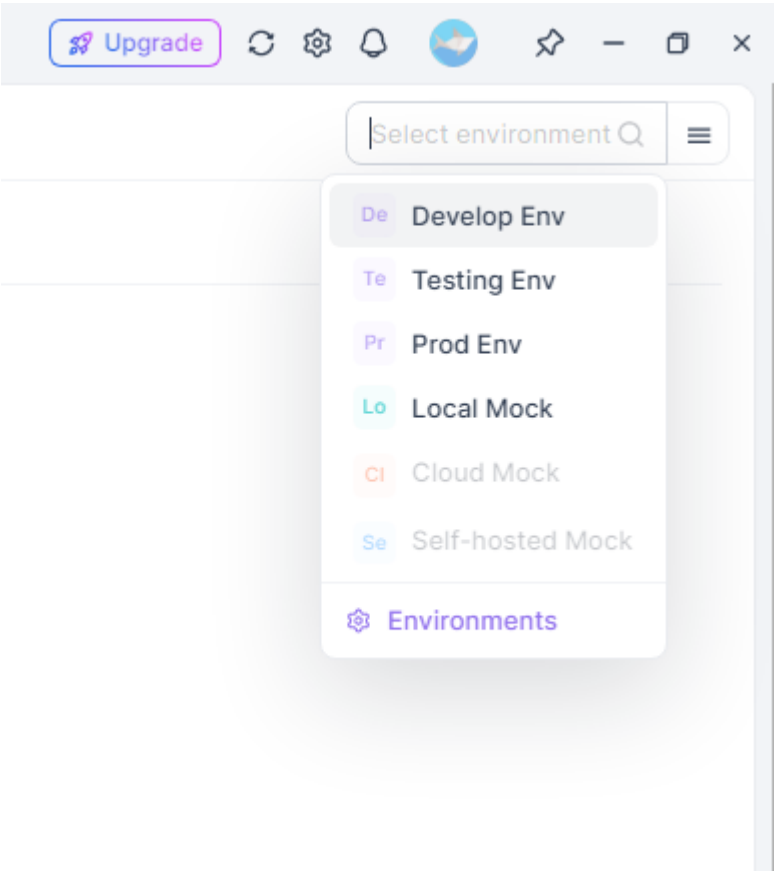 Upgrade
Select environment
De Develop Env
Te Testing Env
Pr Prod Env
Lo Local Mock
Cl Cloud Mock
Se Self-hosted Mock
Environments